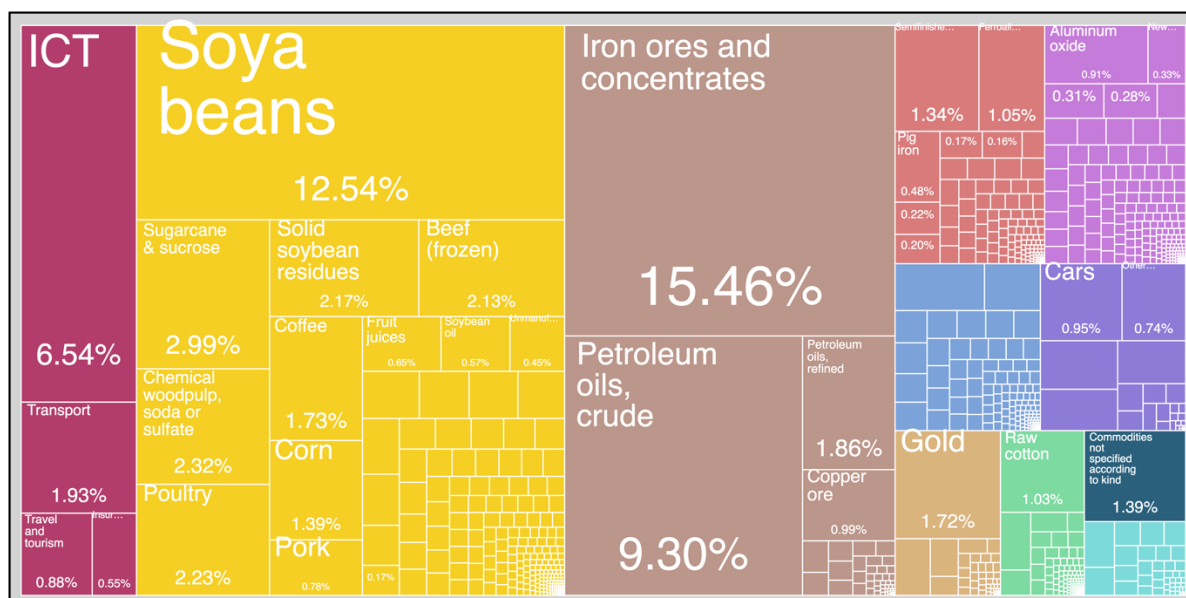 ICT
6.54%
Transport
1.93%
Travel
and
tourism
0.88%
Insur…
0.55%
Soya
beans
12.54%
Sugarcane
& sucrose
2.99%
Chemical
woodpulp,
soda or
sulfate
2.32%
Poultry
2.23%
Solid
soybean
residues
2.17%
Beef
(frozen)
2.13%
Coffee
1.73%
Corn
1.39%
Pork
0.78%
Fruit
juices
0.65%
Soybean
oil
0.57%
Unmanuf…
0.45%
0.17%
Iron ores and
concentrates
15.46%
Petroleum
oils,
crude
9.30%
Petroleum
oils,
refined
1.86%
Copper
ore
0.99%
Semifinishe…
1.34%
Ferroall…
1.05%
Pig
iron
0.48%
0.22%
0.20%
0.17%
0.16%
Aluminum
oxide
0.91%
New…
0.33%
0.31%
0.28%
Cars
0.95%
Other…
0.74%
Gold
1.72%
Raw
cotton
1.03%
Commodities
not
specified
according
to kind
1.39%